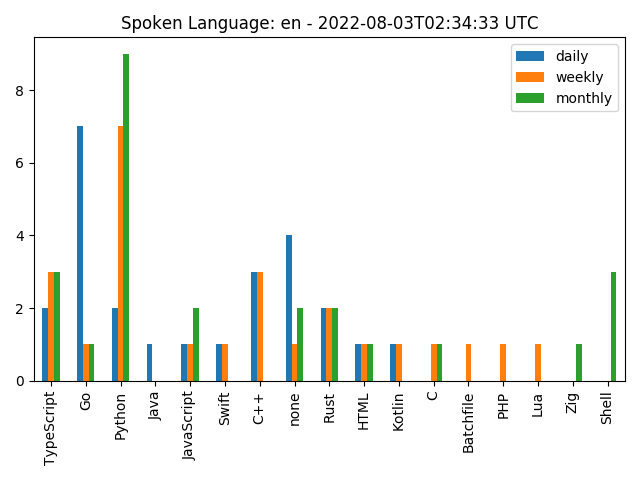 Spoken Language: en - 2022-08-03T02:34:33 UTC
daily
weekly
monthly
8
6
4
2
0
TypeScript
Go
Python
Java
JavaScript
Swift
C++
none
Rust
HTML
Kotlin
C
Batchfile
PHP
Lua
Zig
Shell